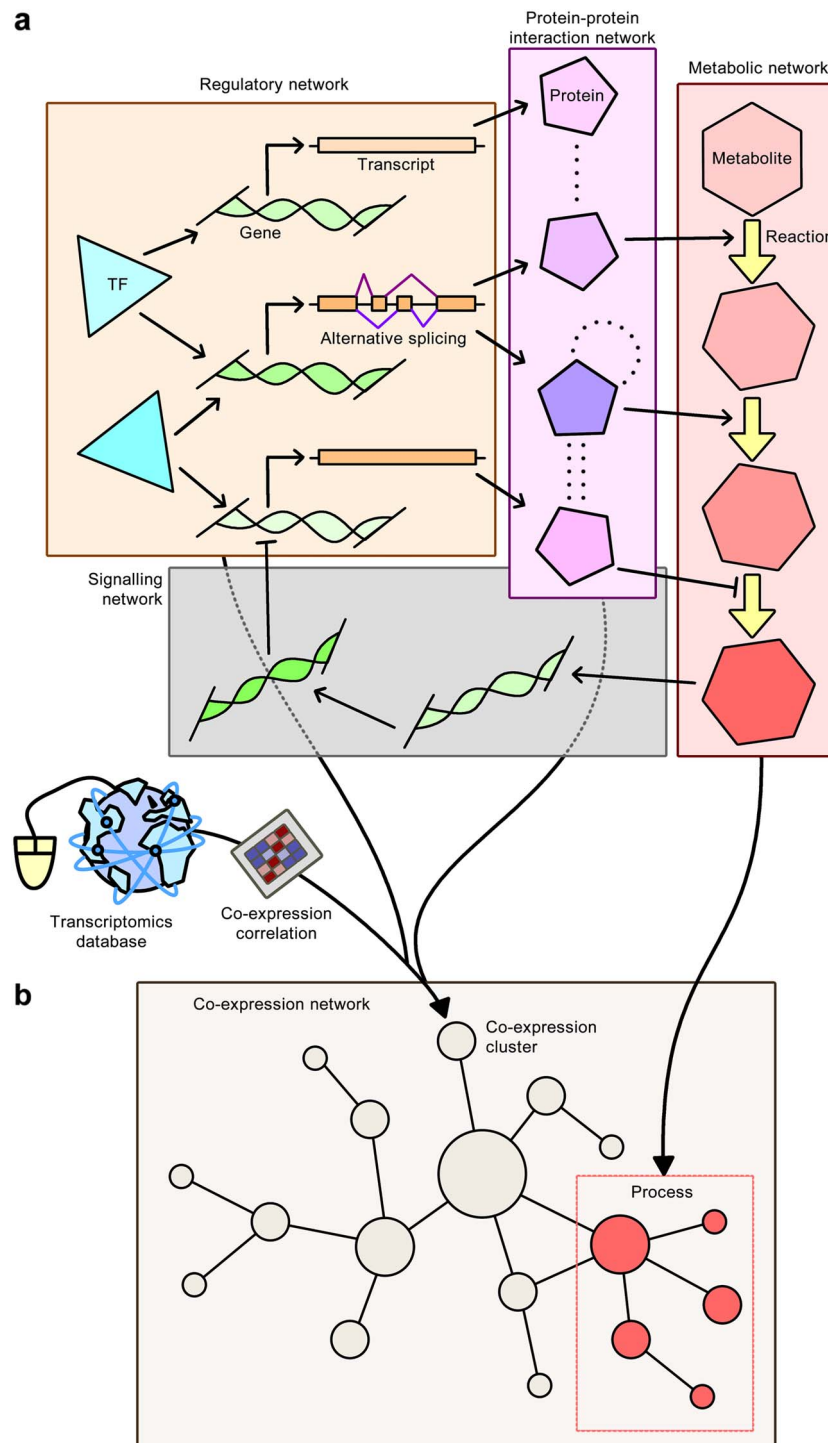 a
Protein-protein
interaction network
Regulatory network
Metabolic network
Protein
Transcript
Metabolite
Gene
Reaction
TF
Alternative splicing
Signalling
network
Transcriptomics
database
Co-expression
correlation
b
Co-expression network
Co-expression
cluster
Process